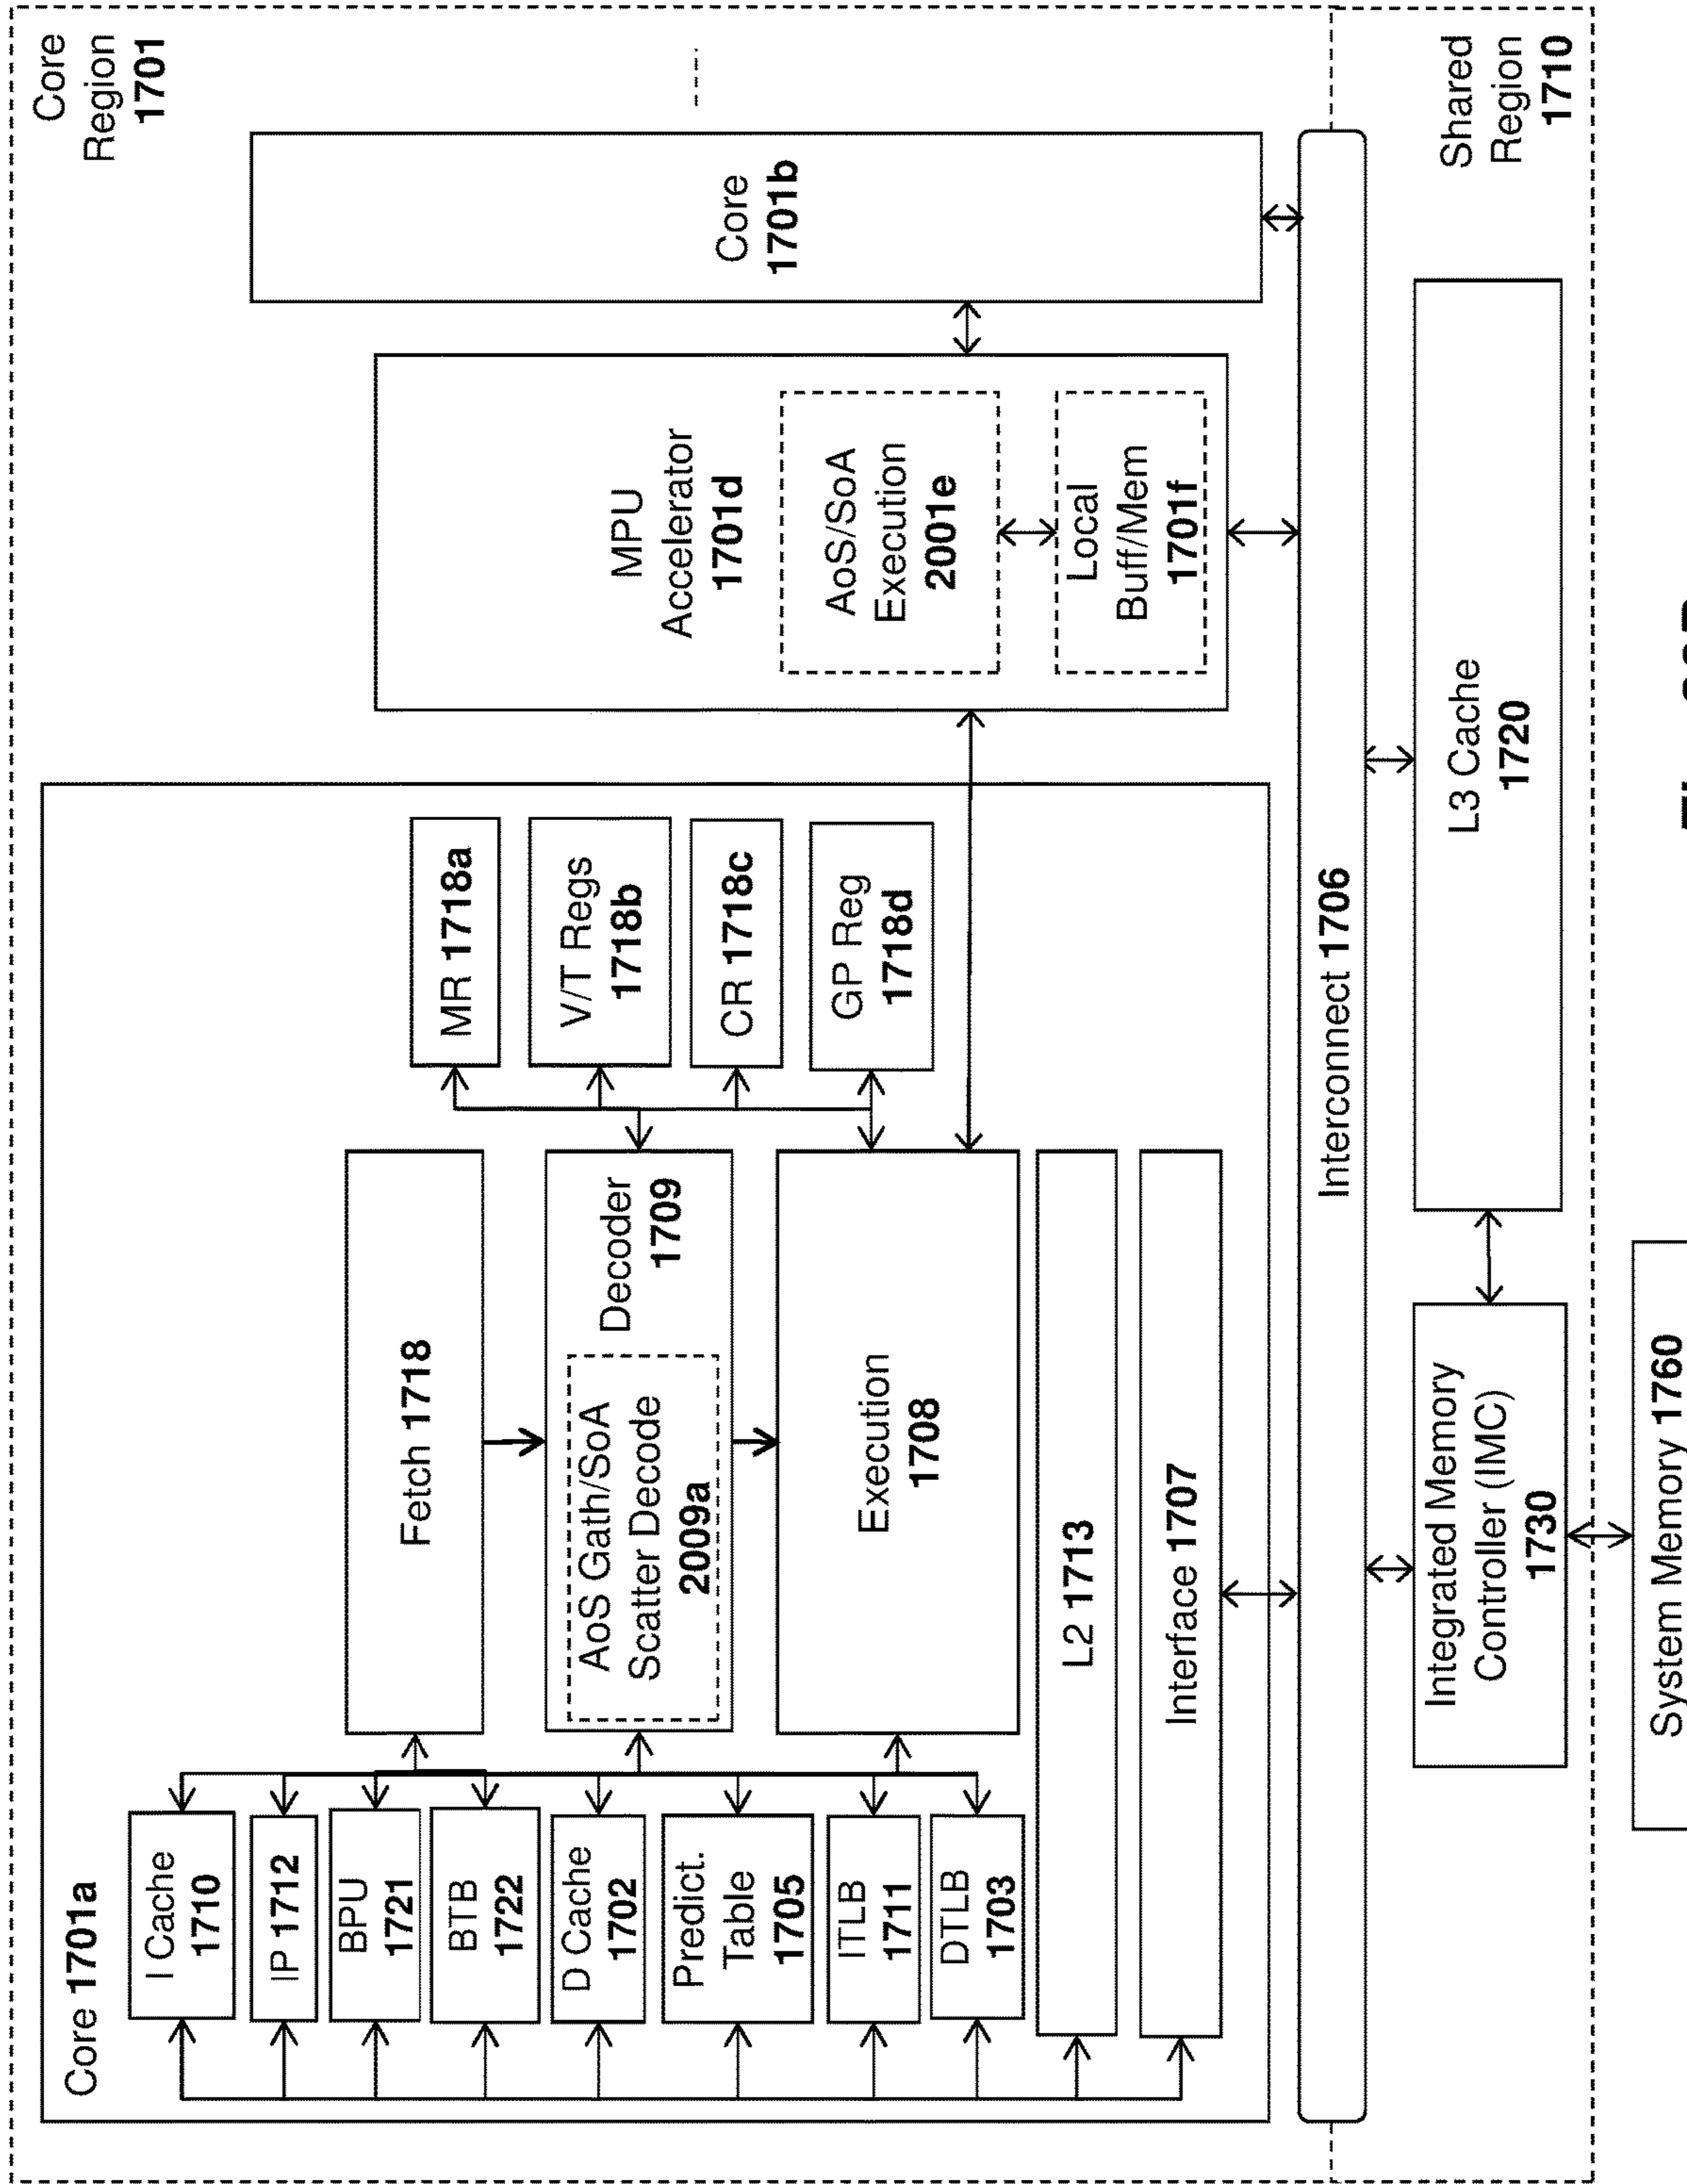 Core
Region
1701
Core 1701a
I Cache
1710
IP 1712
BPU
1721
BTB
1722
D Cache
1702
Predict.
Table
1705
ITLB
1711
DTLB
1703
Fetch 1718
AoS Gath/SoA
Scatter Decode
2009a
Decoder
1709
Execution
1708
L2 1713
Interface 1707
MR 1718a
V/T Regs
1718b
CR 1718c
GP Reg
1718d
MPU
Accelerator
1701d
AoS/SoA
Execution
2001e
Local
Buff/Mem
1701f
Core
1701b
Interconnect 1706
Integrated Memory
Controller (IMC)
1730
L3 Cache
1720
Shared
Region
1710
System Memory 1760